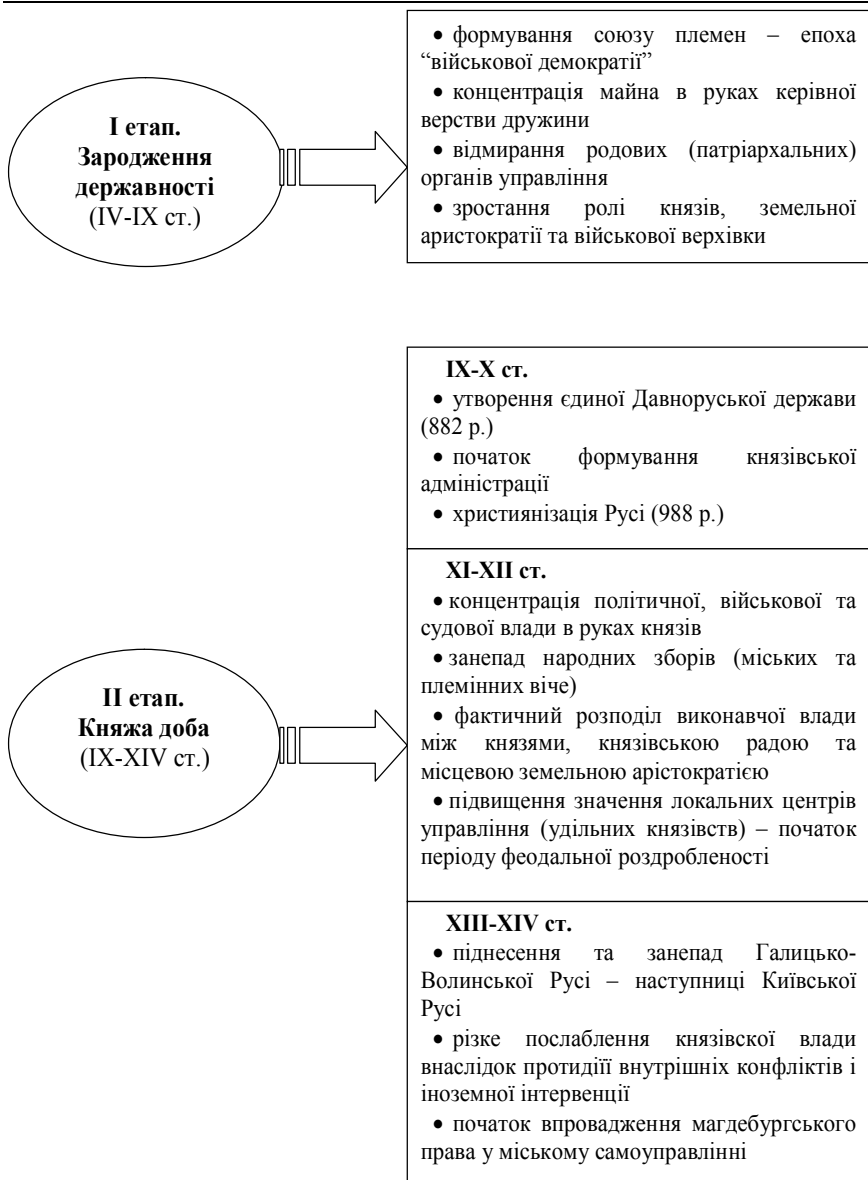 І етап.
Зародження
державності
(IV-IX ст.)
• формування союзу племен – епоха
“військової демократії”
• концентрація майна в руках керівної
верстви дружини
• відмирання родових (патріархальних)
органів управління
• зростання ролі князів, земельної
аристократії та військової верхівки
ІІ етап.
Княжа доба
(IX-XIV ст.)
IX-X ст.
• утворення єдиної Давноруської держави
(882 р.)
• початок формування князівської
адміністрації
• християнізація Русі (988 р.)
XI-XII ст.
• концентрація політичної, військової та
судової влади в руках князів
• занепад народних зборів (міських та
племінних віче)
• фактичний розподіл виконавчої влади
між князями, князівською радою та
місцевою земельною арістократією
• підвищення значення локальних центрів
управління (удільних князівств) – початок
періоду феодальної роздробленості
XIII-XIV ст.
• піднесення та занепад Галицько-
Волинської Русі – наступниці Київської
Русі
• різке послаблення князівскої влади
внаслідок протидіїї внутрішніх конфліктів і
іноземної інтервенції
• початок впровадження магдебургського
права у міському самоуправлінні